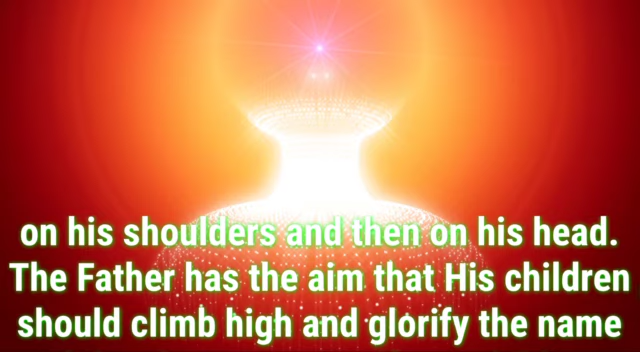 on his shoulders and then on his head.
The Father has the aim that His children
should climb high and glorify the name